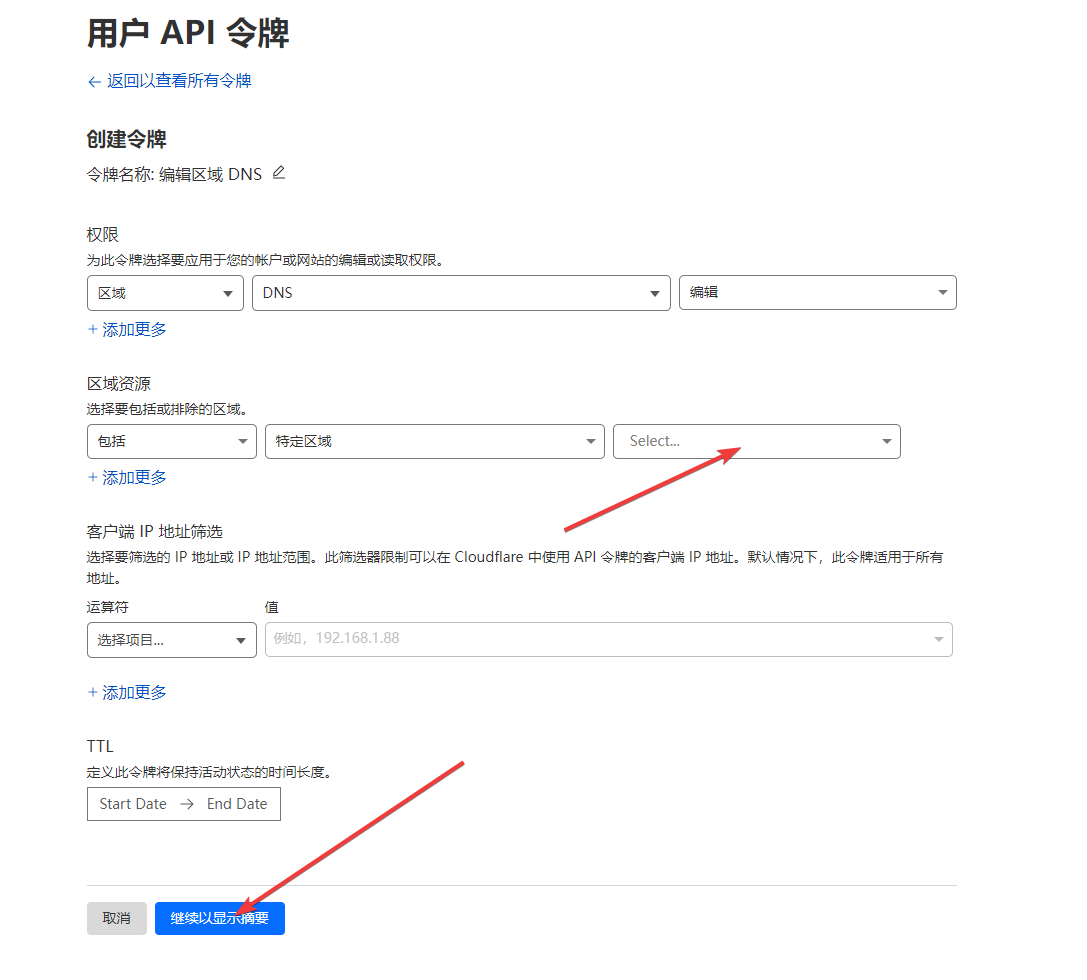 用户 API 令牌
← 返回以查看所有令牌
创建令牌
令牌名称: 编辑区域 DNS
权限
为此令牌选择要应用于您的帐户或网站的编辑或读取权限。
区域 DNS 编辑
+ 添加更多
区域资源
选择要包括或排除的区域。
包括 特定区域 Select...
+ 添加更多
客户端 IP 地址筛选
选择要筛选的 IP 地址或 IP 地址范围。此筛选器限制可以在 Cloudflare 中使用 API 令牌的客户端 IP 地址。默认情况下，此令牌适用于所有
地址。
运算符 值
选择项目... 例如，192.168.1.88
+ 添加更多
TTL
定义此令牌将保持活动状态的时间长度。
Start Date → End Date
取消 继续以显示摘要